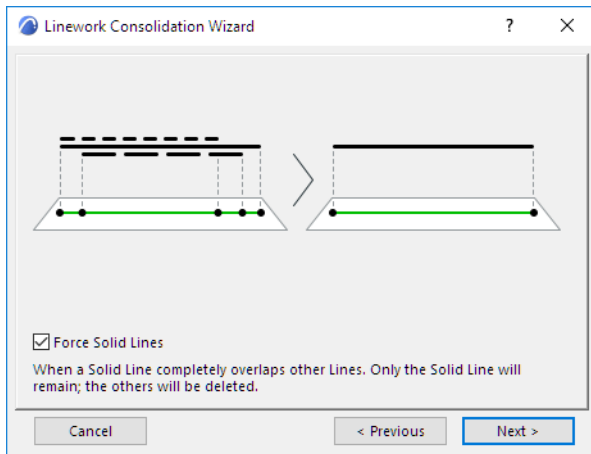 Linework Consolidation Wizard
Force Solid Lines
When a Solid Line completely overlaps other Lines. Only the Solid Line will
remain; the others will be deleted.
Cancel
< Previous
Next >